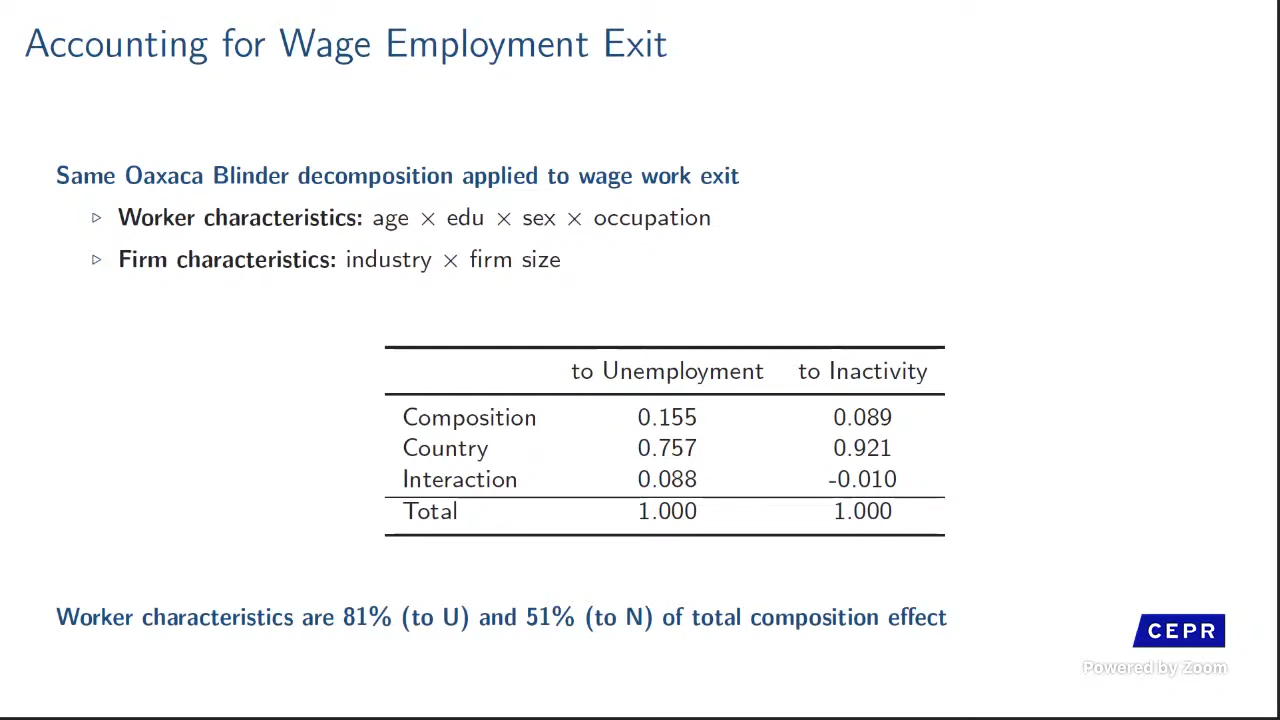 Accounting for Wage Employment Exit
Same Oaxaca Blinder decomposition applied to wage work exit
▷ Worker characteristics: age × edu × sex × occupation
▷ Firm characteristics: industry × firm size
to Unemployment to Inactivity
Composition 0.155 0.089
Country 0.757 0.921
Interaction 0.088 -0.010
Total 1.000 1.000
Worker characteristics are 81% (to U) and 51% (to N) of total composition effect
CEPR
Powered by Zoom